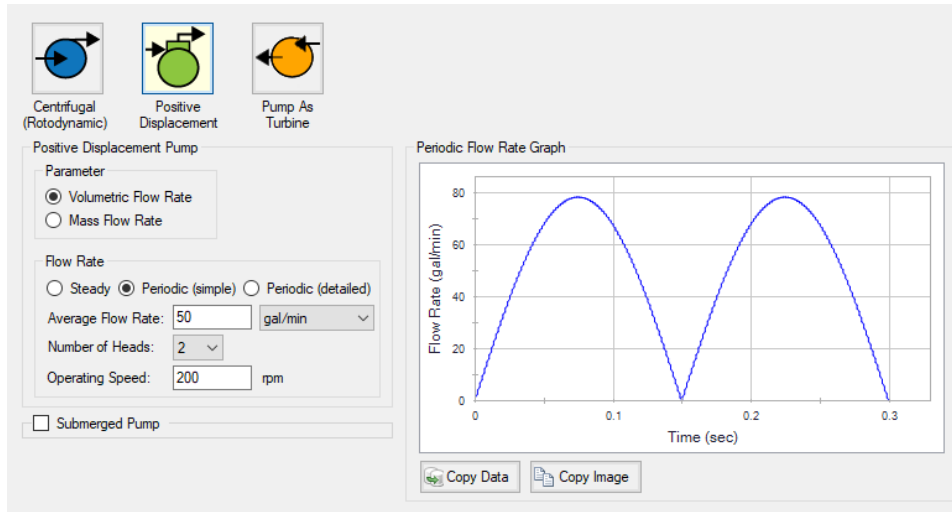 Centrifugal
(Rotodynamic)
Positive
Displacement
Pump As
Turbine
Positive Displacement Pump
Parameter
Volumetric Flow Rate
Mass Flow Rate
Flow Rate
Steady Periodic (simple) Periodic (detailed)
Average Flow Rate: 50 gal/min
Number of Heads: 2
Operating Speed: 200 rpm
Submerged Pump
Periodic Flow Rate Graph
Flow Rate (gal/min)
80
60
40
20
0
0 0.1 0.2 0.3
Time (sec)
Copy Data Copy Image